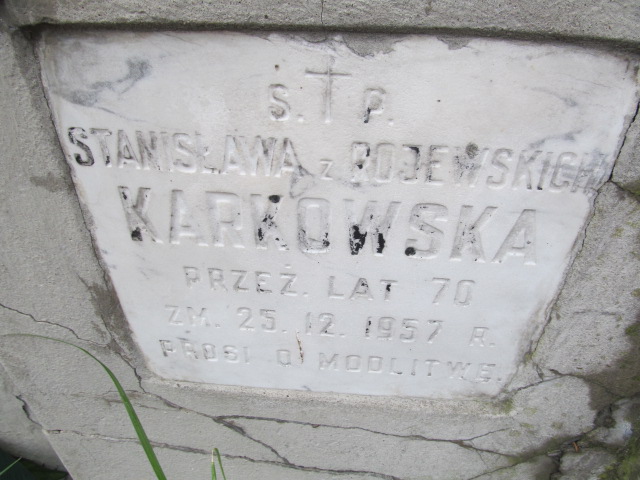 S. † P.
STANISŁAWA z ROJEWSKICH
KARKOWSKA
PRZEŻ. LAT 70
ZM. 25. 12. 1957 R.
PROSI O MODLITWĘ.